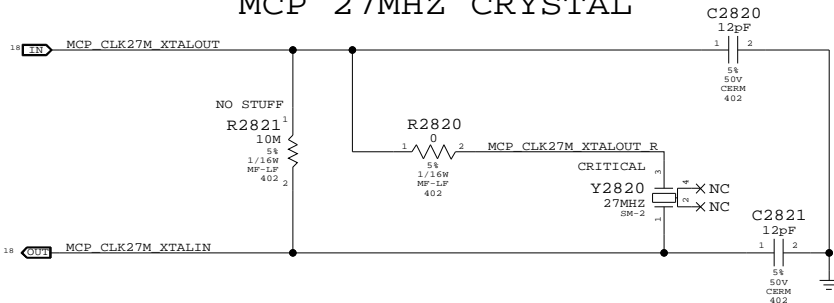 MCP 27MHZ CRYSTAL
C2820
12pF
18 IN MCP_CLK27M_XTALOUT
1 2
5%
50V
CERM
402
NO STUFF
R2821 1
10M
5%
1/16W
MF-LF
402
2
R2820
0
1 2
5%
1/16W
MF-LF
402
MCP_CLK27M_XTALOUT_R
CRITICAL
3
Y2820
27MHZ
SM-2
1
4 NC
2 NC
C2821
12pF
18 OUT MCP_CLK27M_XTALIN
1 2
5%
50V
CERM
402